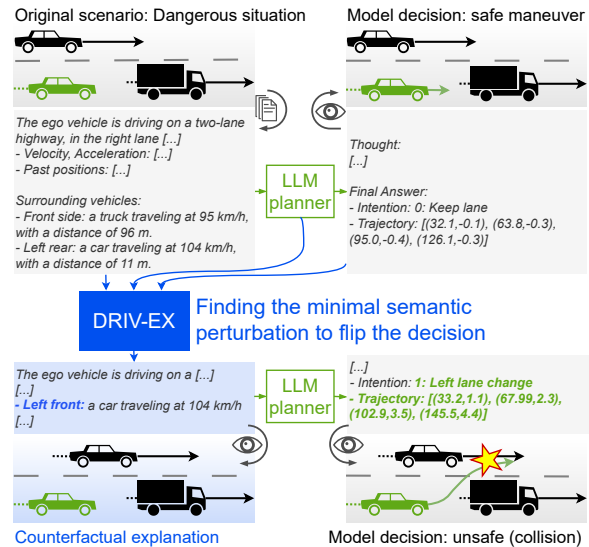 Original scenario: Dangerous situation
Model decision: safe maneuver
The ego vehicle is driving on a two-lane
highway, in the right lane [...]
- Velocity, Acceleration: [...]
- Past positions: [...]
Surrounding vehicles:
- Front side: a truck traveling at 95 km/h,
with a distance of 96 m.
- Left rear: a car traveling at 104 km/h,
with a distance of 11 m.
LLM
planner
Thought:
[...]
Final Answer:
- Intention: 0: Keep lane
- Trajectory: [(32.1,-0.1), (63.8,-0.3),
(95.0,-0.4), (126.1,-0.3)]
DRIV-EX
Finding the minimal semantic
perturbation to flip the decision
The ego vehicle is driving on a [...]
[...]
- Left front: a car traveling at 104 km/h
[...]
LLM
planner
[...]
- Intention: 1: Left lane change
- Trajectory: [(33.2,1.1), (67.99,2.3),
(102.9,3.5), (145.5,4.4)]
Counterfactual explanation
Model decision: unsafe (collision)